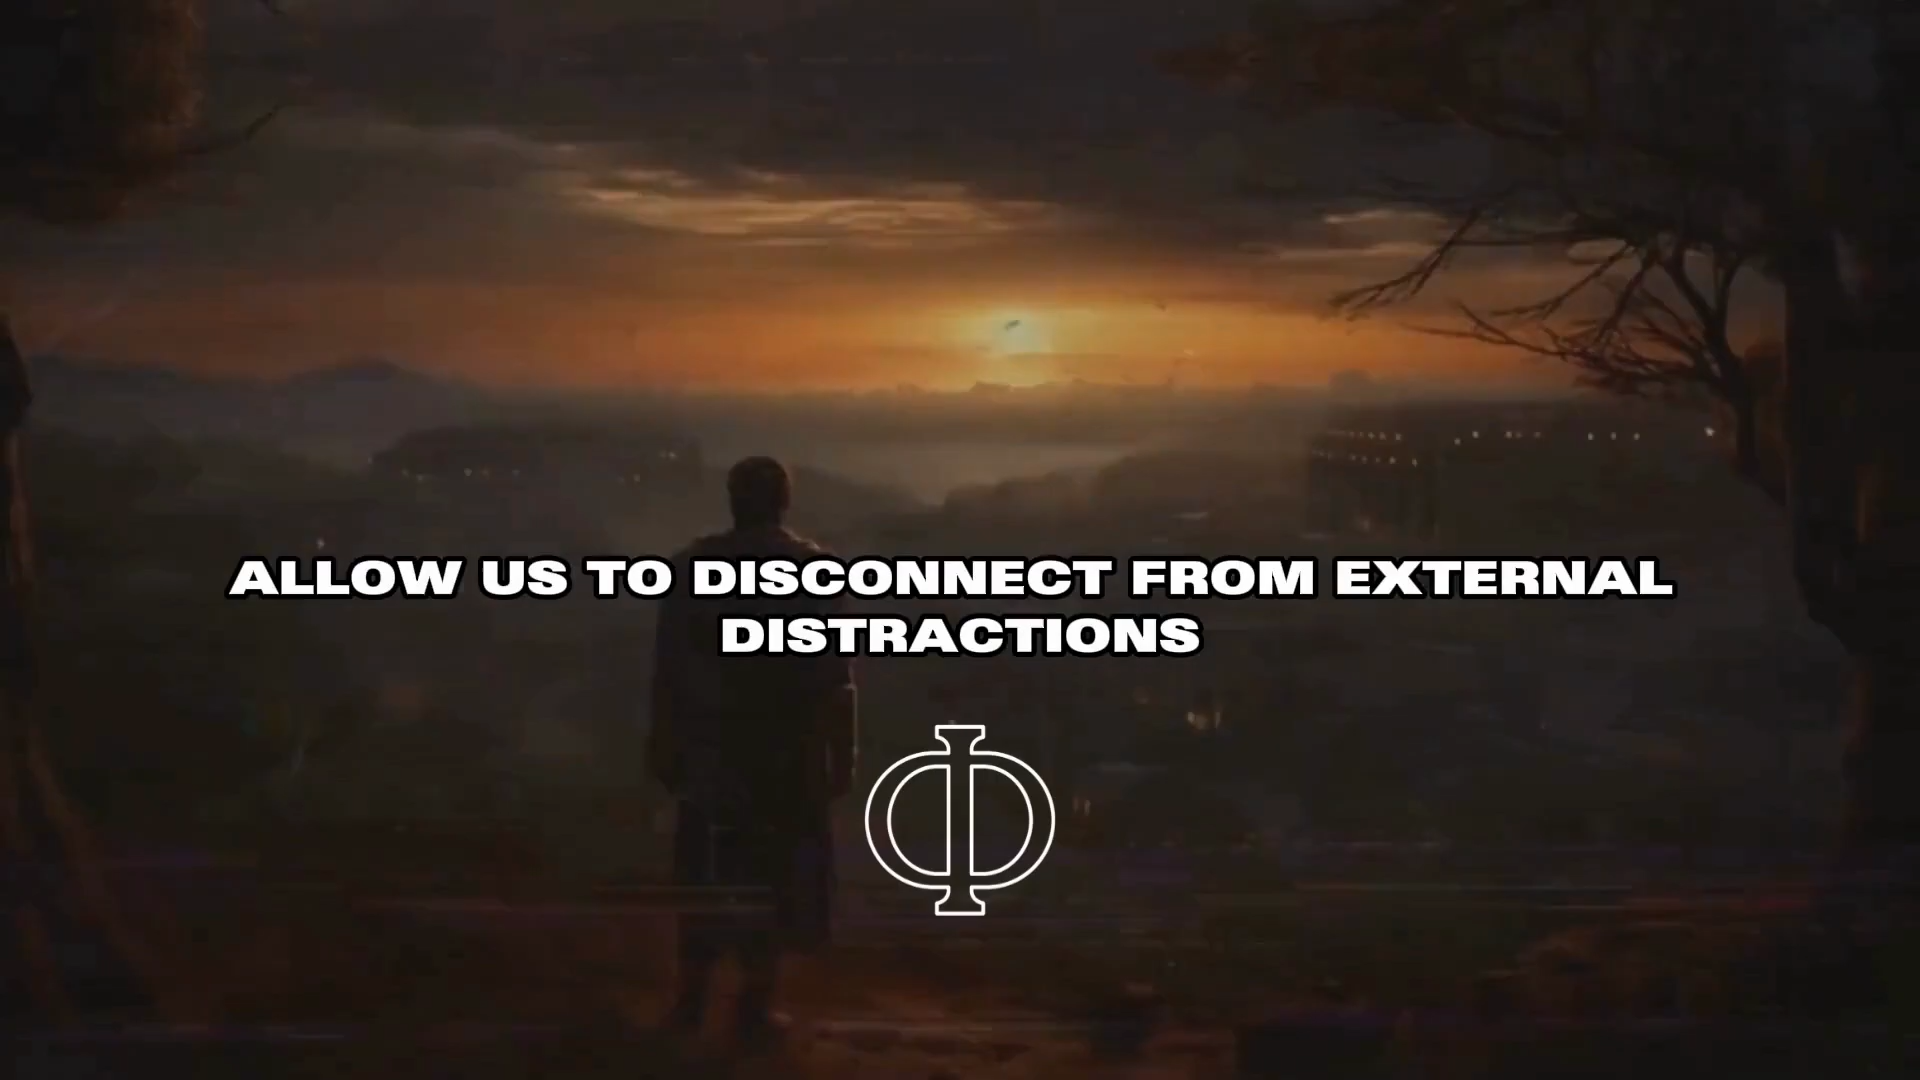 ALLOW US TO DISCONNECT FROM EXTERNAL
DISTRACTIONS
Φ